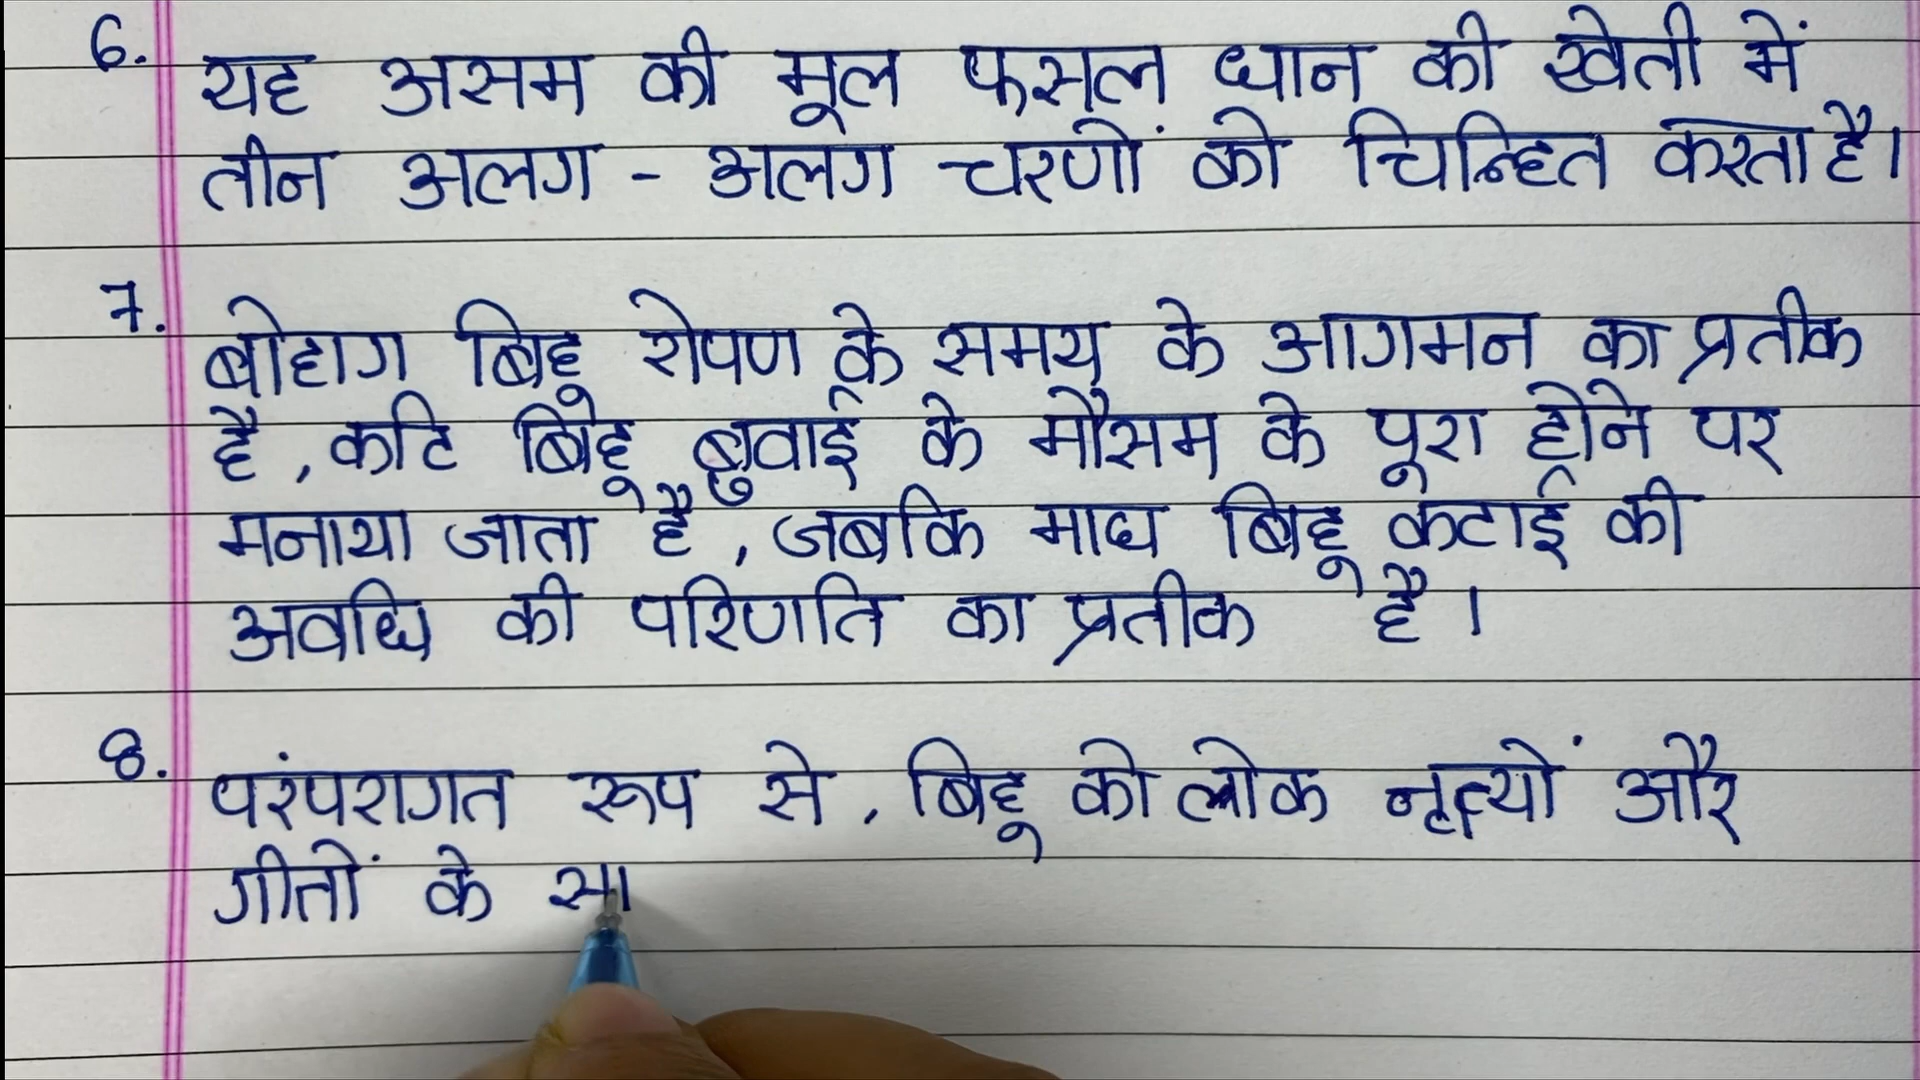 6. यह असम की मूल फसल धान की खेती में
तीन अलग - अलग चरणों को चिन्हित करता है।
7. बोहाग बिहू रोपण के समय के आगमन का प्रतीक
है, कटि बिहू बुवाई के मौसम के पूरा होने पर
मनाया जाता है, जबकि माघ बिहू कटाई की
अवधि की परिणति का प्रतीक है।
8. परंपरागत रूप से, बिहू को लोक नृत्यों और
गीतों के सा